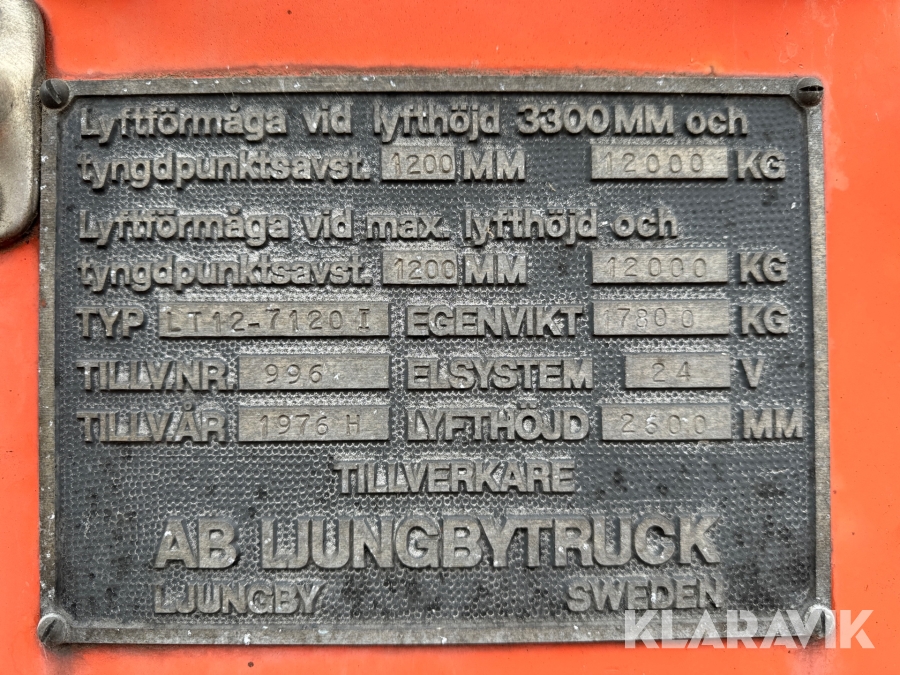 Lyftförmåga vid lyfthöjd 3300 MM och
tyngdpunktsavst. 1200 MM 12000 KG
Lyftförmåga vid max. lyfthöjd och
tyngdpunktsavst. 1200 MM 12000 KG
TYP LT12-7120 I EGENVIKT 17800 KG
TILLV.NR. 996 ELSYSTEM 24 V
TILLV.ÅR 1976 H LYFTHÖJD 2600 MM
TILLVERKARE
AB LJUNGBYTRUCK
LJUNGBY SWEDEN
KLARAVIK